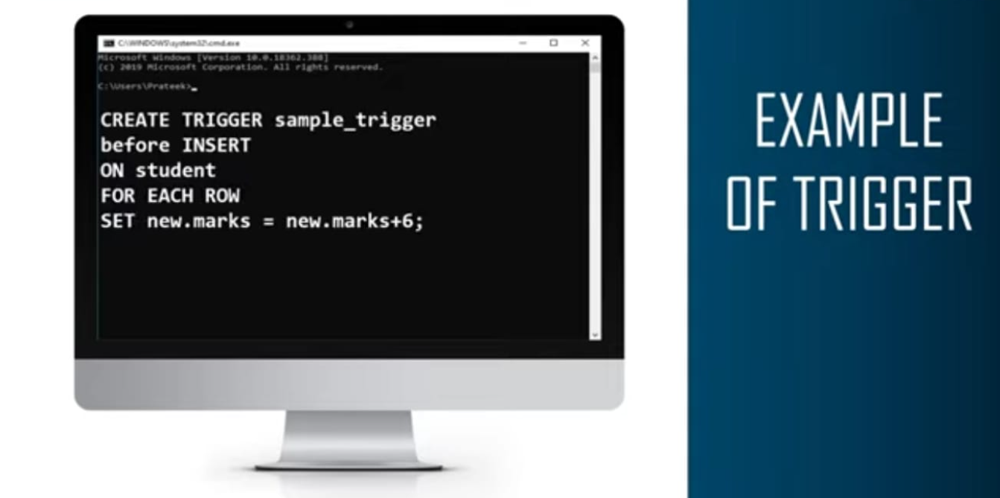 C:\WINDOWS\system32\cmd.exe
Microsoft Windows [Version 10.0.18362.388]
(c) 2019 Microsoft Corporation. All rights reserved.
C:\Users\Prateek>
CREATE TRIGGER sample_trigger
before INSERT
ON student
FOR EACH ROW
SET new.marks = new.marks+6;
EXAMPLE
OF TRIGGER